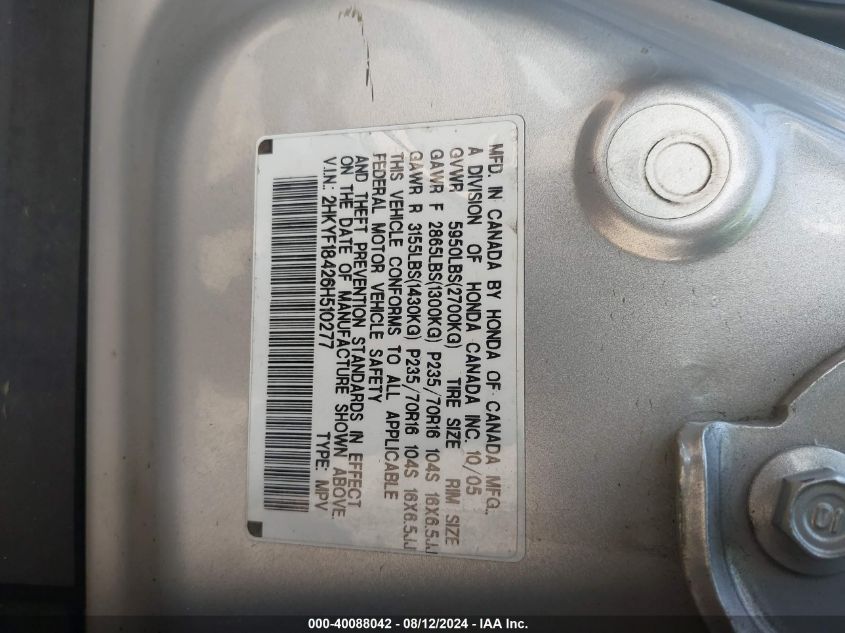 MFD. IN CANADA BY HONDA OF CANADA MFG.,
A DIVISION OF HONDA CANADA INC. 10/05
GVWR 5950LBS(2700KG) TIRE SIZE RIM SIZE
GAWR F 2865LBS(1300KG) P235/70R16 104S 16X6.5JJ
GAWR R 3155LBS(1430KG) P235/70R16 104S 16X6.5JJ
THIS VEHICLE CONFORMS TO ALL APPLICABLE
FEDERAL MOTOR VEHICLE SAFETY
AND THEFT PREVENTION STANDARDS IN EFFECT
ON THE DATE OF MANUFACTURE SHOWN ABOVE.
V.I.N.: 2HKYF18426H510277 TYPE: MPV
10
000-40088042 - 08/12/2024 - IAA Inc.